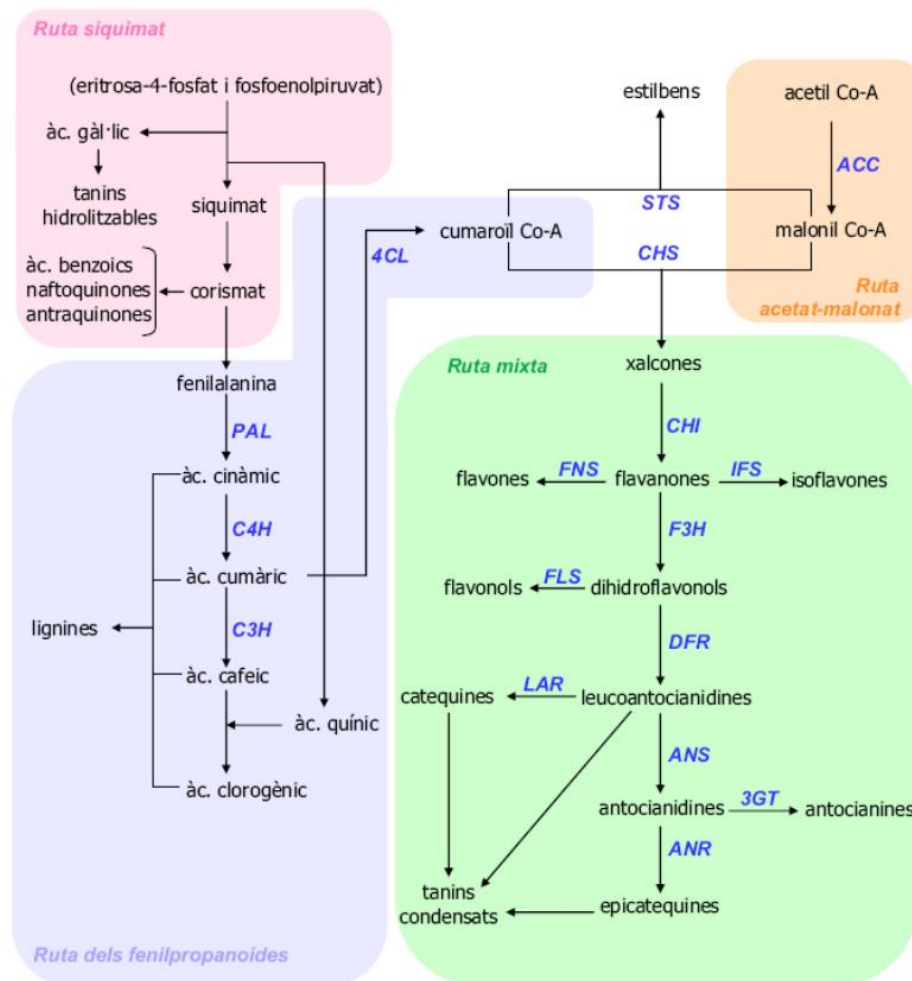 Ruta siquimat
(eritrosa-4-fosfat i fosfoenolpiruvat)
àc. gàl·lic
tanins
hidrolitzables
siquimat
àc. benzoics
naftoquinones
antraquinones
corismat
fenilalanina
PAL
àc. cinàmic
C4H
àc. cumàric
C3H
lignines
àc. cafeic
àc. quínic
àc. clorogènic
Ruta dels fenilpropanoides
4CL
cumaroïl Co-A
estilbens
STS
CHS
acetil Co-A
ACC
malonil Co-A
Ruta
acetat-malonat
Ruta mixta
xalcones
CHI
flavones
FNS
flavanones
IFS
isoflavones
F3H
flavonols
FLS
dihidroflavonols
DFR
catequines
LAR
leucoantocianidines
ANS
antocianidines
3GT
antocianines
ANR
tanins
condensats
epicatequines